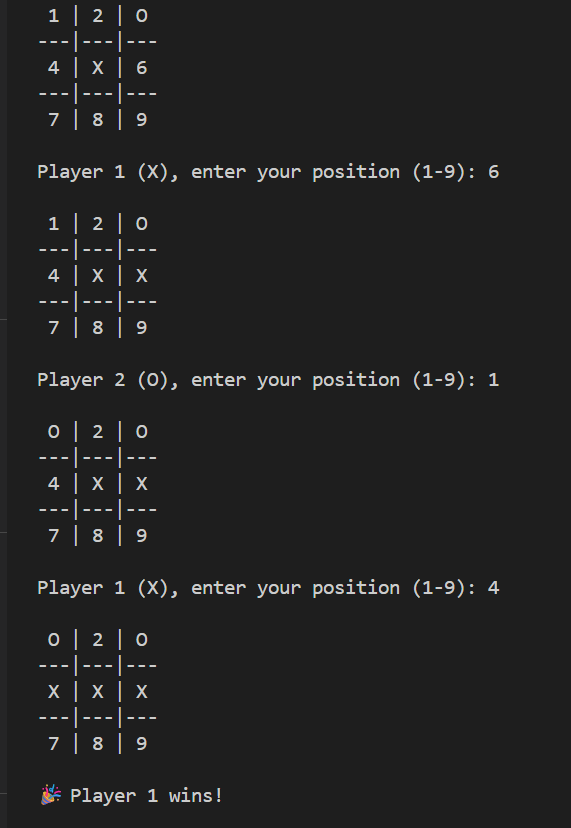 1 | 2 | O
---|---|---
4 | X | 6
---|---|---
7 | 8 | 9
Player 1 (X), enter your position (1-9): 6
1 | 2 | O
---|---|---
4 | X | X
---|---|---
7 | 8 | 9
Player 2 (O), enter your position (1-9): 1
O | 2 | O
---|---|---
4 | X | X
---|---|---
7 | 8 | 9
Player 1 (X), enter your position (1-9): 4
O | 2 | O
---|---|---
X | X | X
---|---|---
7 | 8 | 9
🎉 Player 1 wins!